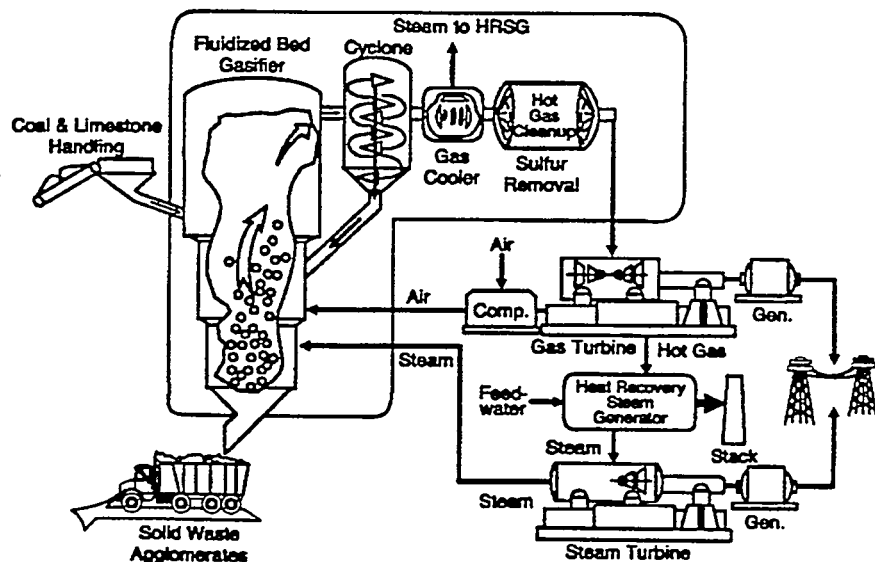 Steam to HRSG
Fluidized Bed
Gasifier
Cyclone
Coal & Limestone
Handling
Hot
Gas
Cleanup
Gas
Cooler
Sulfur
Removal
Air
Air
Comp.
Gen.
Gas Turbine
Hot Gas
Steam
Feed-
water
Heat Recovery
Steam
Generator
Steam
Stack
Steam
Gen.
Solid Waste
Agglomerates
Steam Turbine